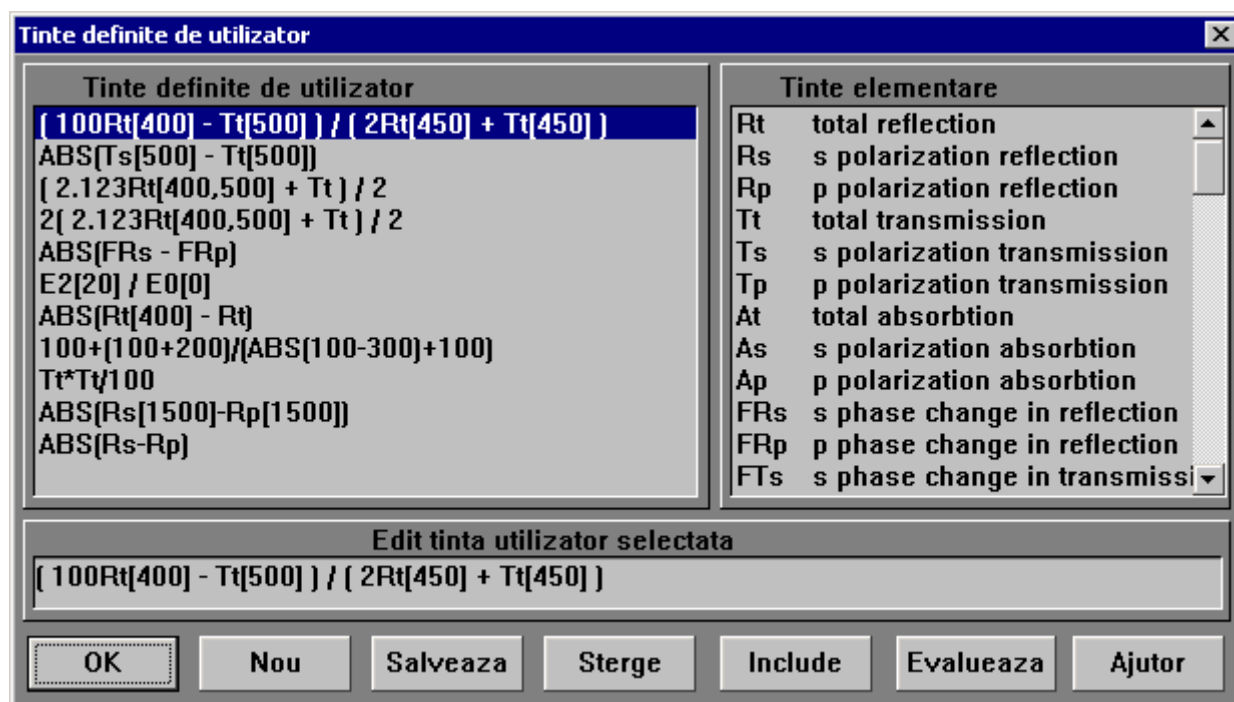 Tinte definite de utilizator
Tinte definite de utilizator
( 100Rt[400] - Tt[500] ) / ( 2Rt[450] + Tt[450] )
ABS(Ts[500] - Tt[500])
( 2.123Rt[400,500] + Tt ) / 2
2( 2.123Rt[400,500] + Tt ) / 2
ABS(FRs - FRp)
E2[20] / E0[0]
ABS(Rt[400] - Rt)
100+(100+200)/(ABS(100-300)+100)
Tt*Tt/100
ABS(Rs[1500]-Rp[1500])
ABS(Rs-Rp)
Tinte elementare
Rt total reflection
Rs s polarization reflection
Rp p polarization reflection
Tt total transmission
Ts s polarization transmission
Tp p polarization transmission
At total absorbtion
As s polarization absorbtion
Ap p polarization absorbtion
FRs s phase change in reflection
FRp p phase change in reflection
FTs s phase change in transmissi
Edit tinta utilizator selectata
( 100Rt[400] - Tt[500] ) / ( 2Rt[450] + Tt[450] )
OK Nou Salveaza Sterge Include Evalueaza Ajutor